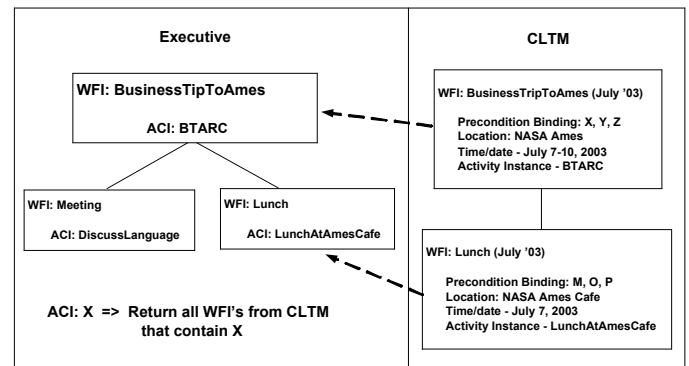 Executive
WFI: BusinessTipToAmes
ACI: BTARC
WFI: Meeting
ACI: DiscussLanguage
WFI: Lunch
ACI: LunchAtAmesCafe
ACI: X => Return all WFI's from CLTM
that contain X
CLTM
WFI: BusinessTripToAmes (July '03)
Precondition Binding: X, Y, Z
Location: NASA Ames
Time/date - July 7-10, 2003
Activity Instance - BTARC
WFI: Lunch (July '03)
Precondition Binding: M, O, P
Location: NASA Ames Cafe
Time/date - July 7, 2003
Activity Instance - LunchAtAmesCafe